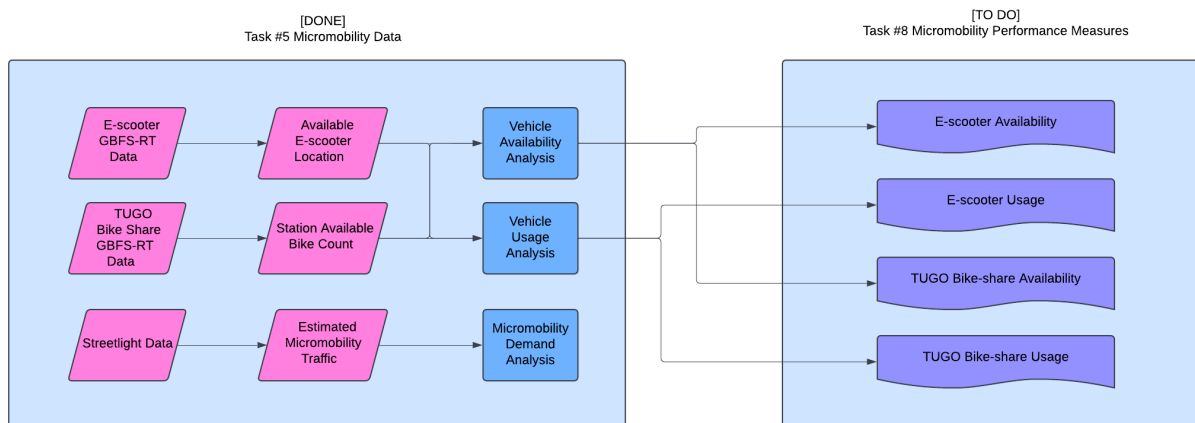 [DONE]
Task #5 Micromobility Data
[TO DO]
Task #8 Micromobility Performance Measures
E-scooter
GBFS-RT
Data
Available
E-scooter
Location
Vehicle
Availability
Analysis
E-scooter Availability
TUGO
Bike Share
GBFS-RT
Data
Station Available
Bike Count
Vehicle
Usage
Analysis
E-scooter Usage
TUGO Bike-share Availability
Streetlight Data
Estimated
Micromobility
Traffic
Micromobility
Demand
Analysis
TUGO Bike-share Usage